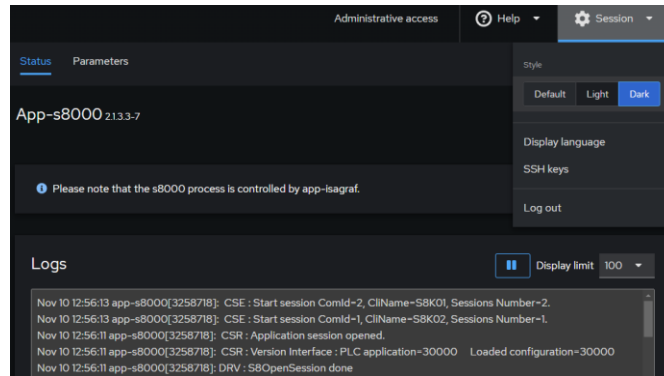 Administrative access Help Session
Status Parameters
Style
Default Light Dark
App-s8000 2.1.3.3-7
Display language
SSH keys
Please note that the s8000 process is controlled by app-isagraf.
Log out
Logs Display limit 100
Nov 10 12:56:13 app-s8000[3258718]: CSE : Start session ComId=2, CliName=S8K01, Sessions Number=2.
Nov 10 12:56:13 app-s8000[3258718]: CSE : Start session ComId=1, CliName=S8K02, Sessions Number=1.
Nov 10 12:56:11 app-s8000[3258718]: CSR : Application session opened.
Nov 10 12:56:11 app-s8000[3258718]: CSR : Version Interface : PLC application=30000 Loaded configuration=30000
Nov 10 12:56:11 app-s8000[3258718]: DRV : S8OpenSession done